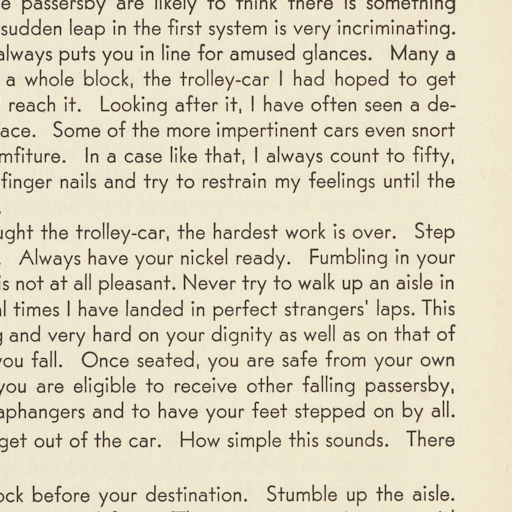 passersby are likely to think there is something
sudden leap in the first system is very incriminating.
always puts you in line for amused glances. Many a
a whole block, the trolley-car I had hoped to get
reach it. Looking after it, I have often seen a de-
ace. Some of the more impertinent cars even snort
mfiture. In a case like that, I always count to fifty,
finger nails and try to restrain my feelings until the
.
ught the trolley-car, the hardest work is over. Step
. Always have your nickel ready. Fumbling in your
is not at all pleasant. Never try to walk up an aisle in
l times I have landed in perfect strangers' laps. This
g and very hard on your dignity as well as on that of
you fall. Once seated, you are safe from your own
you are eligible to receive other falling passersby,
aphangers and to have your feet stepped on by all.
get out of the car. How simple this sounds. There
ock before your destination. Stumble up the aisle.